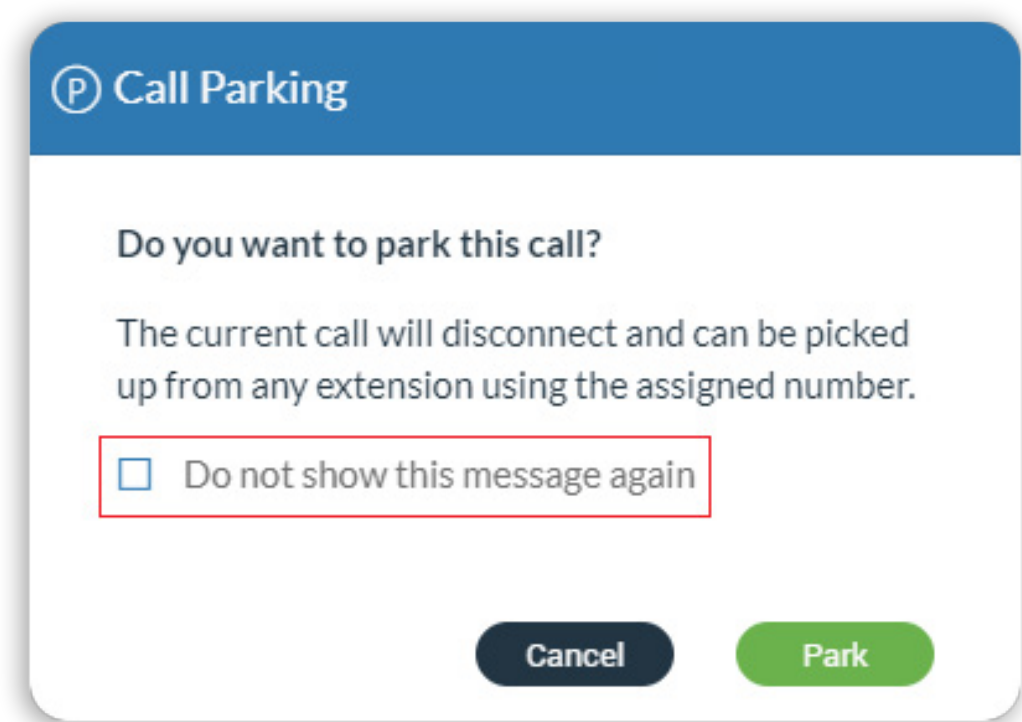 P Call Parking
Do you want to park this call?
The current call will disconnect and can be picked
up from any extension using the assigned number.
Do not show this message again
Cancel Park